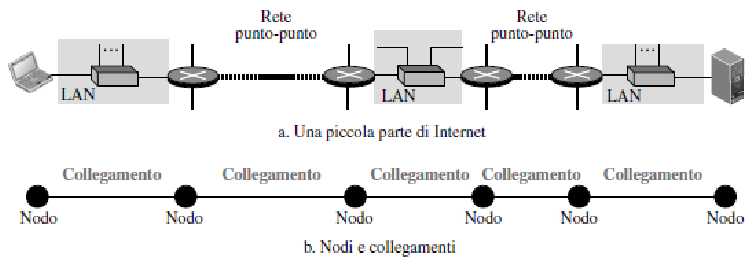 Rete
punto-punto
Rete
punto-punto
LAN
LAN
LAN
a. Una piccola parte di Internet
Collegamento Collegamento Collegamento Collegamento Collegamento
Nodo Nodo Nodo Nodo Nodo Nodo
b. Nodi e collegamenti